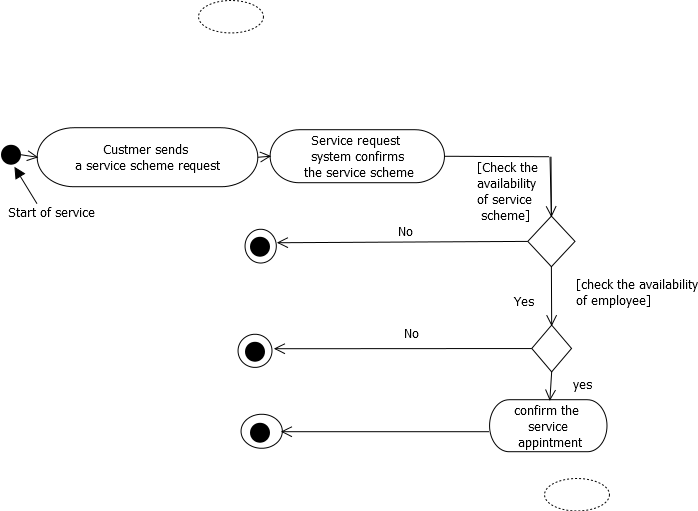 Custmer sends
a service scheme request
Service request
system confirms
the service scheme
[Check the
availability
of service
scheme]
Start of service
No
[check the availability
of employee]
Yes
No
yes
confirm the
service
appintment